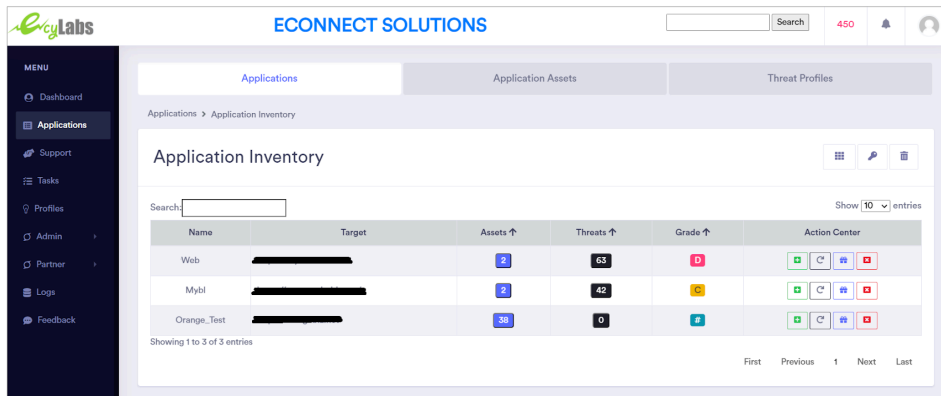 ecyLabs
ECONNECT SOLUTIONS
Search
450
MENU
Dashboard
Applications
Support
Tasks
Profiles
Admin
Partner
Logs
Feedback
Applications
Application Assets
Threat Profiles
Applications > Application Inventory
Application Inventory
Search:
Show 10 entries
Name Target Assets Threats Grade Action Center
Web 2 63 D
Mybl 2 42 C
Orange_Test 38 0 #
Showing 1 to 3 of 3 entries
First Previous 1 Next Last